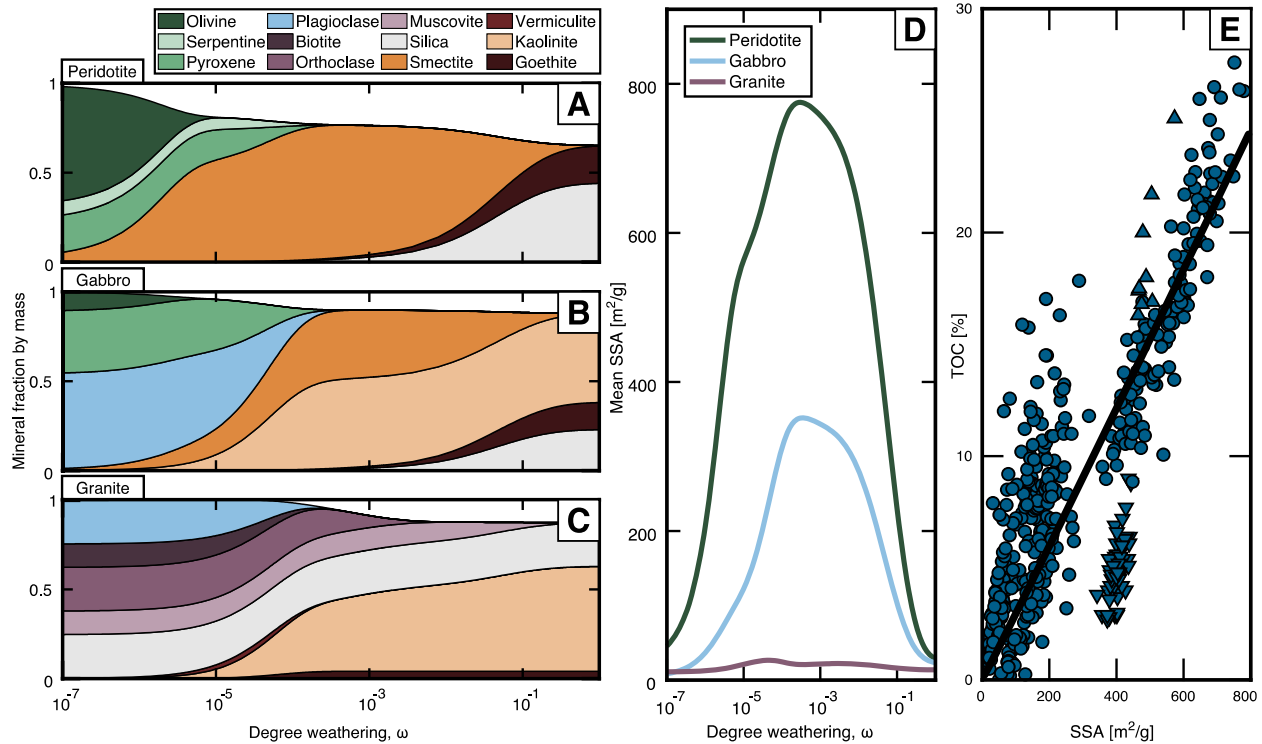 Olivine Plagioclase Muscovite Vermiculite
Serpentine Biotite Silica Kaolinite
Pyroxene Orthoclase Smectite Goethite
Peridotite
A
1
0.5
0
Gabbro
B
1
0.5
0
Granite
C
1
0.5
0
Mineral fraction by mass
10-7 10-5 10-3 10-1
Degree weathering, ω
D
Peridotite
Gabbro
Granite
800
600
400
200
0
Mean SSA [m2/g]
10-7 10-5 10-3 10-1
Degree weathering, ω
E
30
20
10
0
TOC [%]
0 200 400 600 800
SSA [m2/g]